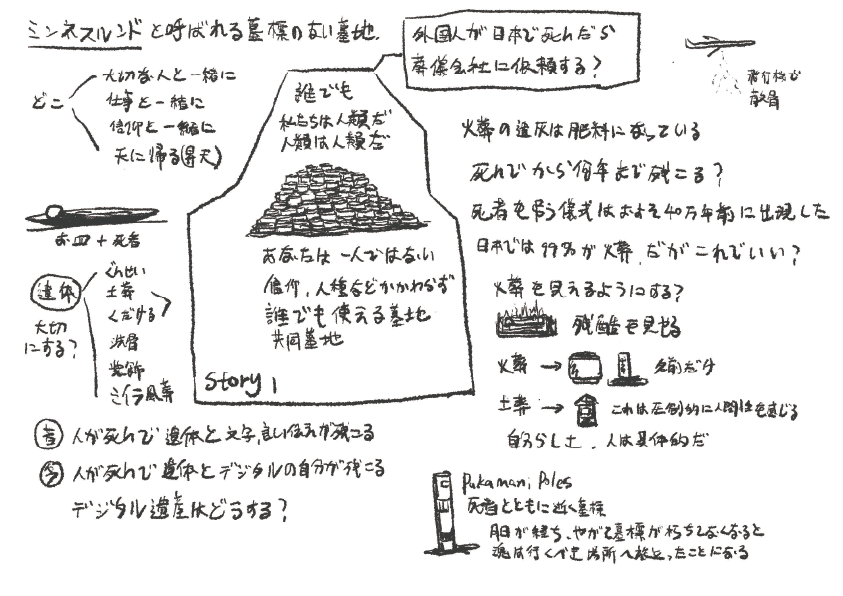 ミンネスルンドと呼ばれる墓標のない墓地.
外国人が日本で死んだら
葬儀会社に依頼する?
飛行機で
散骨
どこ
大切な人と一緒に
仕事と一緒に
信仰と一緒に
天に帰る(昇天)
お皿+死者
遺体
大切
にする?
土葬
くだける
装飾
ミイラ風葬
誰でも
私たちは人類だ
人類は人類だ
あなたは一人ではない
信仰、人種などかかわらず
誰でも使える墓地
共同墓地
Story 1
火葬の遺灰は肥料になっている
死んでから何年まで残こる?
死者を弔う儀式はおよそ40万年前に出現した
日本では99%が火葬、だがこれでいい?
火葬を見えるようにする?
残酷を見せる
火葬→ 名前だけ
土葬→ これは圧倒的に人間性を感じる
人は具体的だ
昔 人が死んで遺体と文字,言い伝えが残こる
今 人が死んで遺体とデジタルの自分が残こる
デジタル遺産はどうする?
Pukamani Poles
死者とともに近く墓標
月日が経ち、やがて墓標が朽ちてなくなると
魂は行くべき場所へ旅立ったことになる